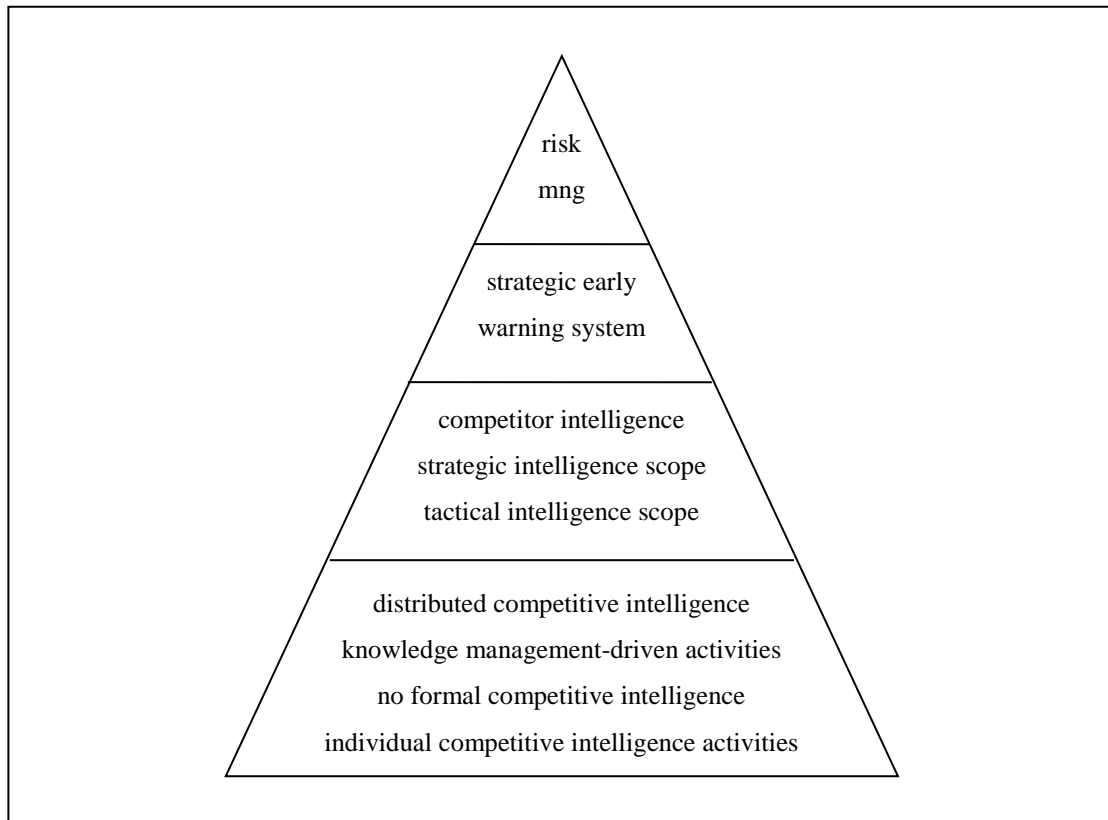 risk
mng
strategic early
warning system
competitor intelligence
strategic intelligence scope
tactical intelligence scope
distributed competitive intelligence
knowledge management-driven activities
no formal competitive intelligence
individual competitive intelligence activities